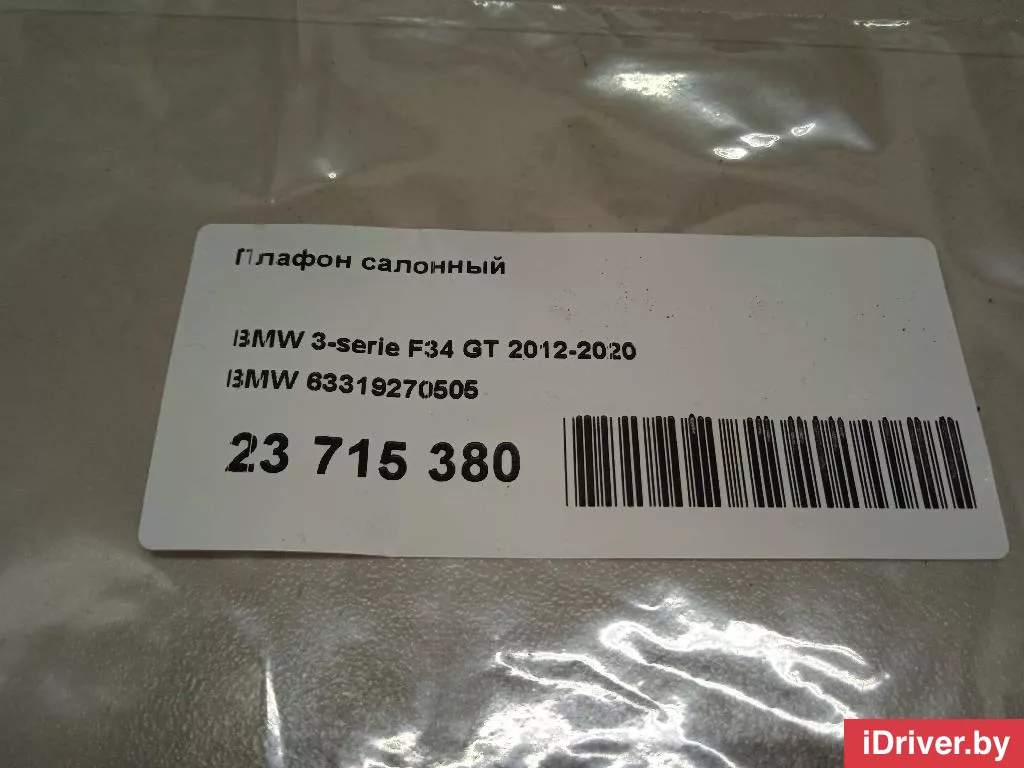 Плафон салонный
BMW 3-serie F34 GT 2012-2020
BMW 63319270505
23 715 380
iDriver.by